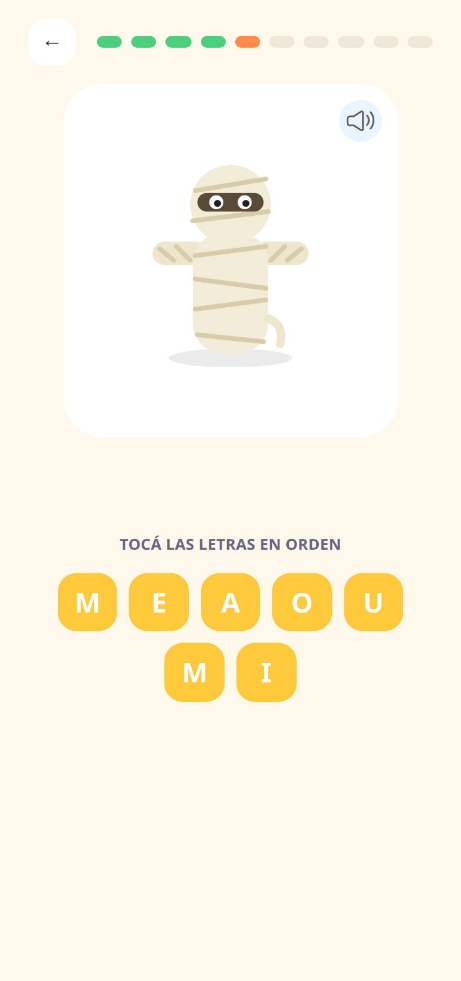 ←
TOCÁ LAS LETRAS EN ORDEN
M E A O U
M I